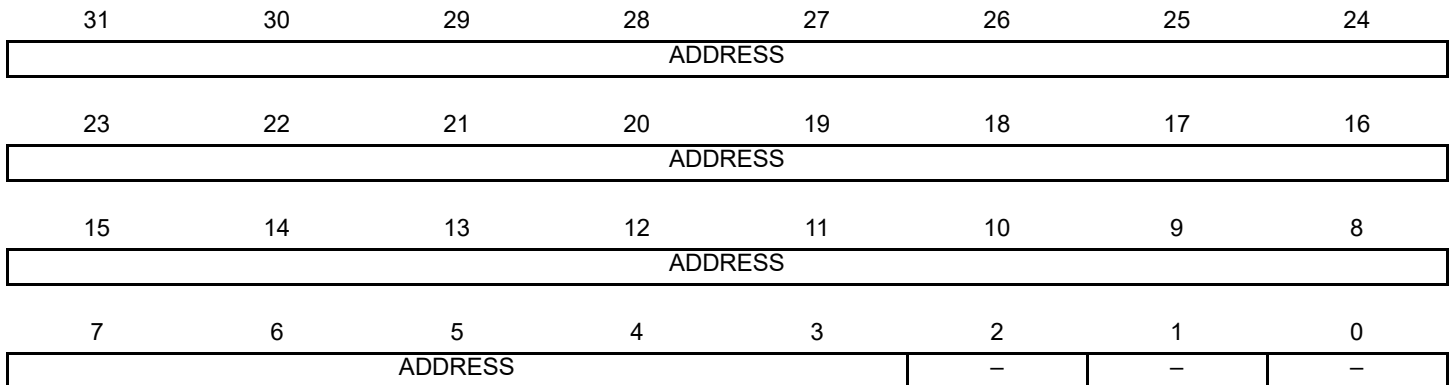 31 30 29 28 27 26 25 24
ADDRESS
23 22 21 20 19 18 17 16
ADDRESS
15 14 13 12 11 10 9 8
ADDRESS
7 6 5 4 3 2 1 0
ADDRESS – – –